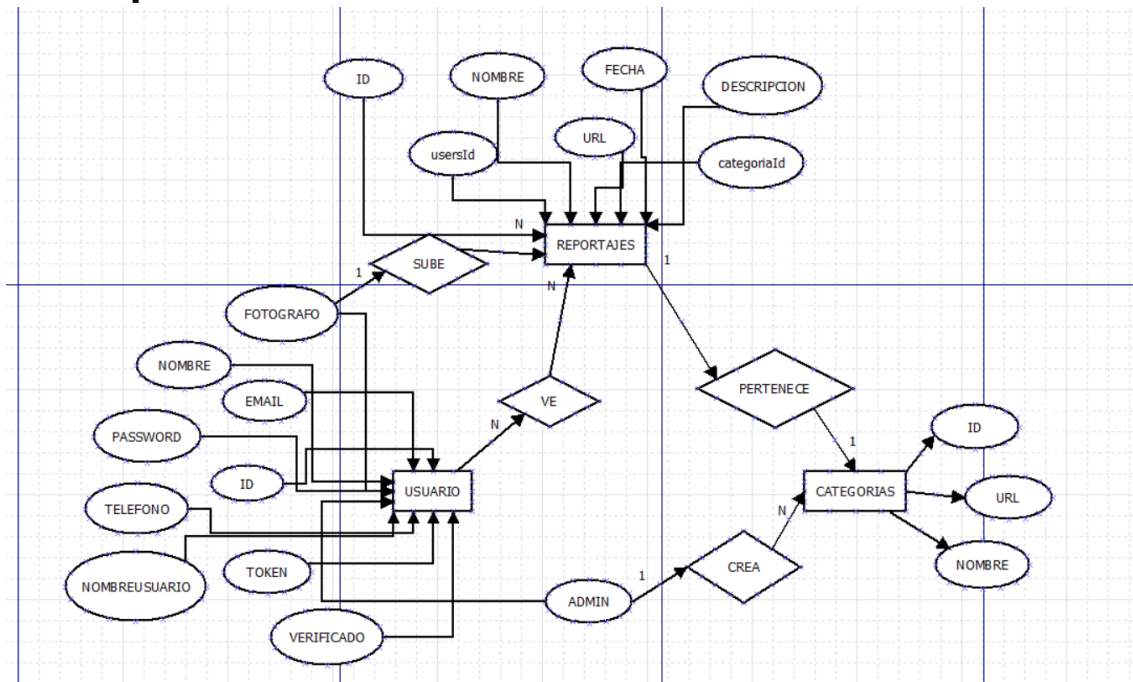 ID
NOMBRE
FECHA
DESCRIPCION
usersId
URL
categoriaId
N
REPORTAJES
SUBE
1
1
N
FOTOGRAFO
NOMBRE
EMAIL
VE
PERTENECE
PASSWORD
N
1
ID
ID
USUARIO
CATEGORIAS
URL
TELEFONO
N
TOKEN
NOMBREUSUARIO
CREA
NOMBRE
1
ADMIN
VERIFICADO